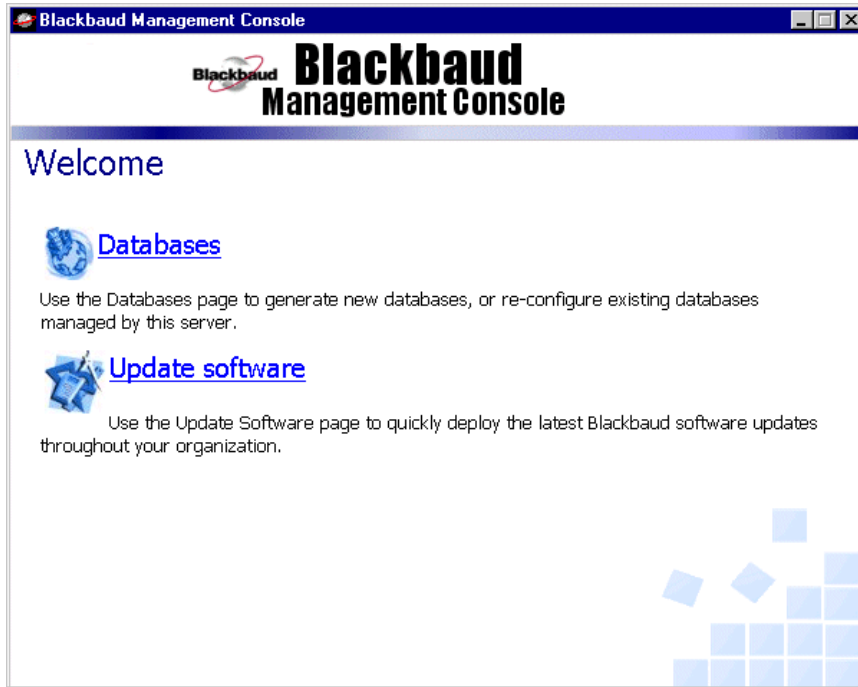 Blackbaud Management Console
Blackbaud
Blackbaud
Management Console
Welcome
Databases
Use the Databases page to generate new databases, or re-configure existing databases
managed by this server.
Update software
Use the Update Software page to quickly deploy the latest Blackbaud software updates
throughout your organization.